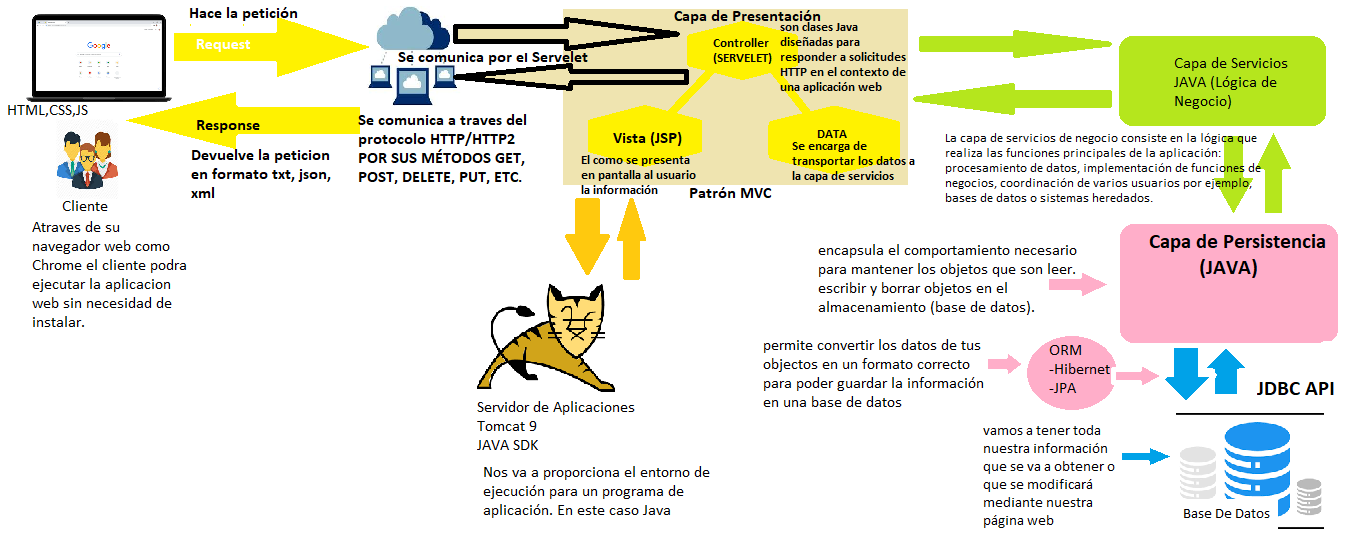 Hace la petición
Request
HTML,CSS,JS
Google
Response
Devuelve la peticion
en formato txt, json,
xml
Cliente
Atraves de su
navegador web como
Chrome el cliente podra
ejecutar la aplicacion
web sin necesidad de
instalar.
Se comunica por el Servelet
Se comunica a traves del
protocolo HTTP/HTTP2
POR SUS MÉTODOS GET,
POST, DELETE, PUT, ETC.
Capa de Presentación
Controller
(SERVELET)
son clases Java
diseñadas para
responder a solicitudes
HTTP en el contexto de
una aplicación web
Vista (JSP)
El como se presenta
en pantalla al usuario
la información
DATA
Se encarga de
transportar los datos a
la capa de servicios
Patrón MVC
Servidor de Aplicaciones
Tomcat 9
JAVA SDK
Nos va a proporciona el entorno de
ejecución para un programa de
aplicación. En este caso Java
Capa de Servicios
JAVA (Lógica de
Negocio)
La capa de servicios de negocio consiste en la lógica que
realiza las funciones principales de la aplicación:
procesamiento de datos, implementación de funciones de
negocios, coordinación de varios usuarios por ejemplo,
bases de datos o sistemas heredados.
Capa de Persistencia
(JAVA)
encapsula el comportamiento necesario
para mantener los objetos que son leer.
escribir y borrar objetos en el
almacenamiento (base de datos).
permite convertir los datos de tus
objectos en un formato correcto
para poder guardar la información
en una base de datos
ORM
-Hibernet
-JPA
JDBC API
vamos a tener toda
nuestra información
que se va a obtener o
que se modificará
mediante nuestra
página web
Base De Datos